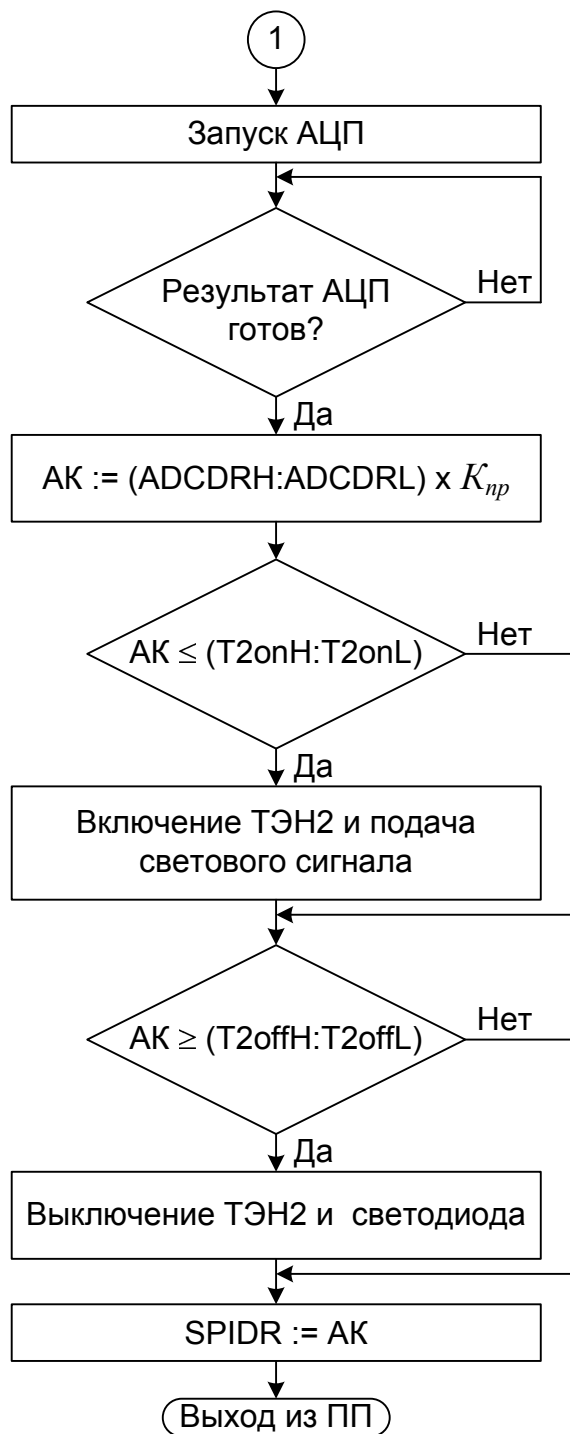 1
Запуск АЦП
Результат АЦП
готов?
Нет
Да
АК := (ADCDRH:ADCDRL) x Kпр
АК ≤ (T2onH:T2onL)
Нет
Да
Включение ТЭН2 и подача
светового сигнала
АК ≥ (T2offH:T2offL)
Нет
Да
Выключение ТЭН2 и светодиода
SPIDR := АК
Выход из ПП